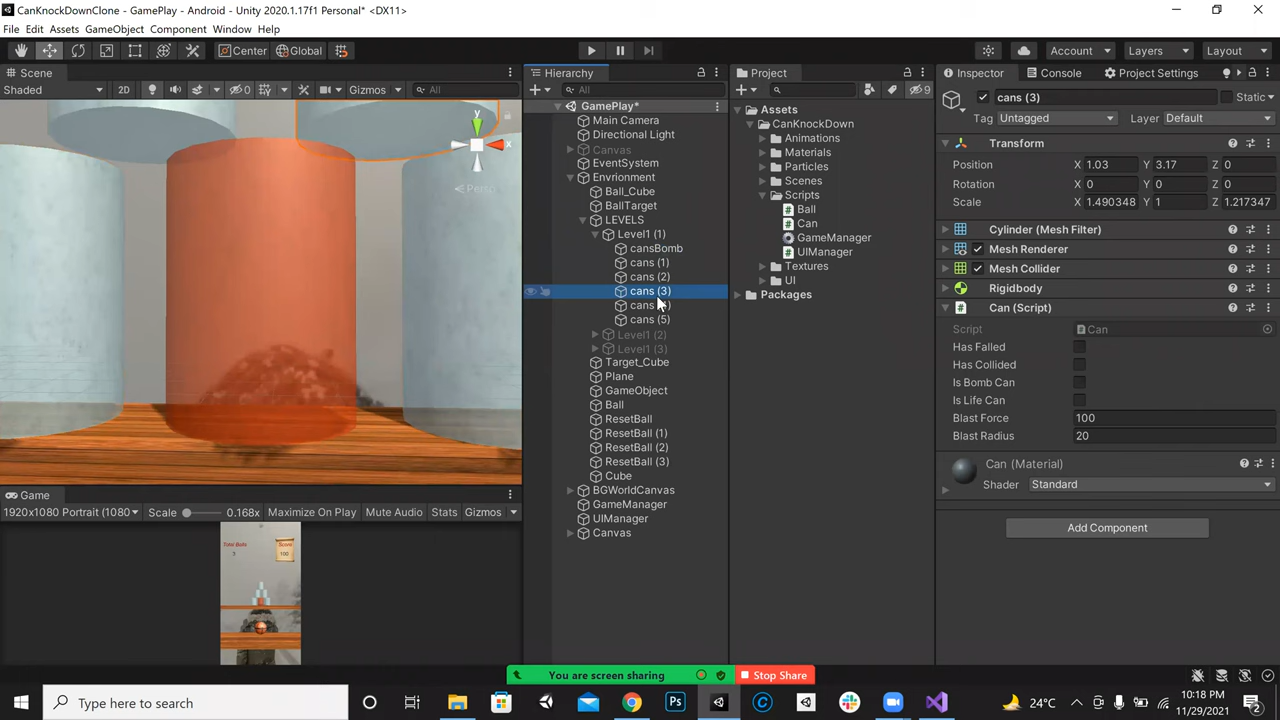 CanKnockDownClone - GamePlay - Android - Unity 2020.1.17f1 Personal* <DX11>
File Edit Assets GameObject Component Window Help
Center Global Account Layers Layout
Scene
Shaded 2D 0 Gizmos All
Persp
y
x
Game
1920x1080 Portrait (1080 Scale 0.168x Maximize On Play Mute Audio Stats Gizmos
Total Balls
3
Score
100
Hierarchy
All
GamePlay*
Main Camera
Directional Light
Canvas
EventSystem
Envrionment
Ball_Cube
BallTarget
LEVELS
Level1 (1)
cansBomb
cans (1)
cans (2)
cans (3)
cans
cans (5)
Level1 (2)
Level1 (3)
Target_Cube
Plane
GameObject
Ball
ResetBall
ResetBall (1)
ResetBall (2)
ResetBall (3)
Cube
BGWorldCanvas
GameManager
UIManager
Canvas
Project
9
Assets
CanKnockDown
Animations
Materials
Particles
Scenes
Scripts
Ball
Can
GameManager
UIManager
Textures
UI
Packages
Inspector Console Project Settings
cans (3) Static
Tag Untagged Layer Default
Transform
Position X 1.03 Y 3.17 Z 0
Rotation X 0 Y 0 Z 0
Scale X 1.490348 Y 1 Z 1.217347
Cylinder (Mesh Filter)
Mesh Renderer
Mesh Collider
Rigidbody
Can (Script)
Script Can
Has Falled
Has Collided
Is Bomb Can
Is Life Can
Blast Force 100
Blast Radius 20
Can (Material)
Shader Standard
Add Component
You are screen sharing Stop Share
Type here to search
24°C
10:18 PM
11/29/2021